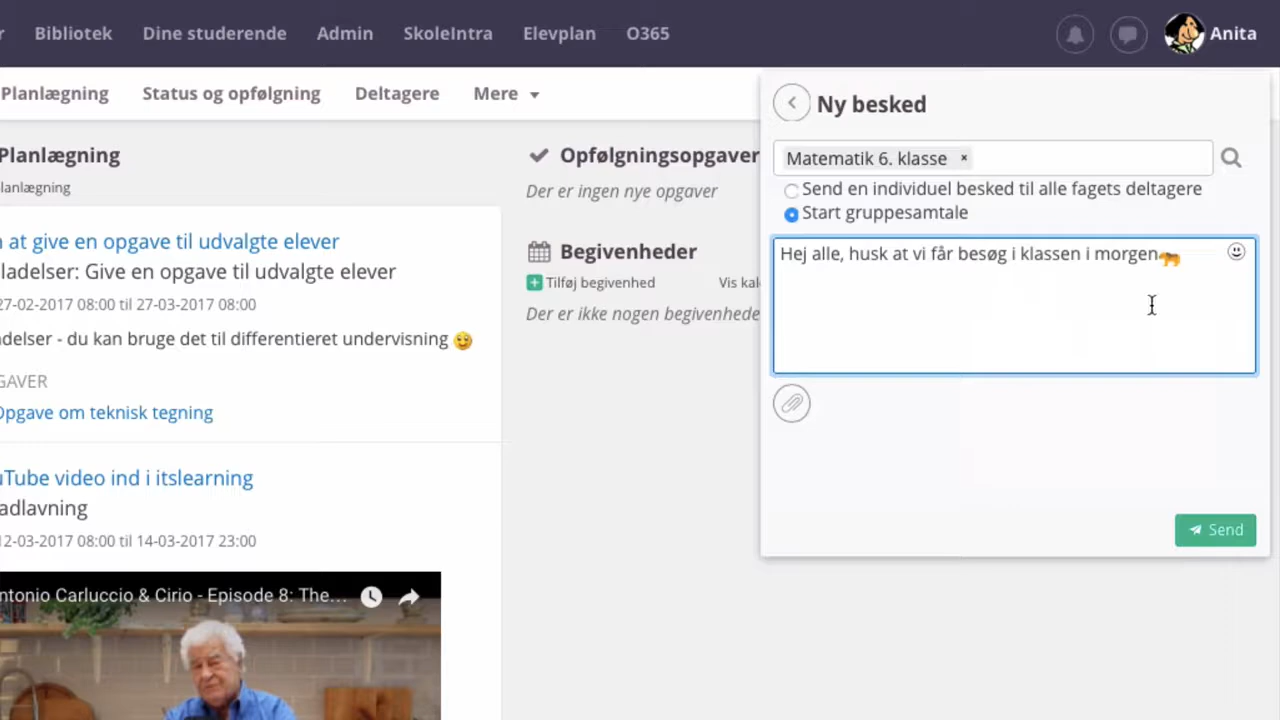 Bibliotek Dine studerende Admin SkoleIntra Elevplan O365 Anita
Planlægning Status og opfølgning Deltagere Mere
Planlægning
lanlægning
at give en opgave til udvalgte elever
ladelser: Give en opgave til udvalgte elever
27-02-2017 08:00 til 27-03-2017 08:00
delser - du kan bruge det til differentieret undervisning
GAVER
Opgave om teknisk tegning
uTube video ind i itslearning
adlavning
12-03-2017 08:00 til 14-03-2017 23:00
ntonio Carluccio & Cirio - Episode 8: The...
Opfølgningsopgaver
Der er ingen nye opgaver
Begivenheder
Tilføj begivenhed Vis kal
Der er ikke nogen begivenhede
Ny besked
Matematik 6. klasse ×
Send en individuel besked til alle fagets deltagere
Start gruppesamtale
Hej alle, husk at vi får besøg i klassen i morgen🐅
Send